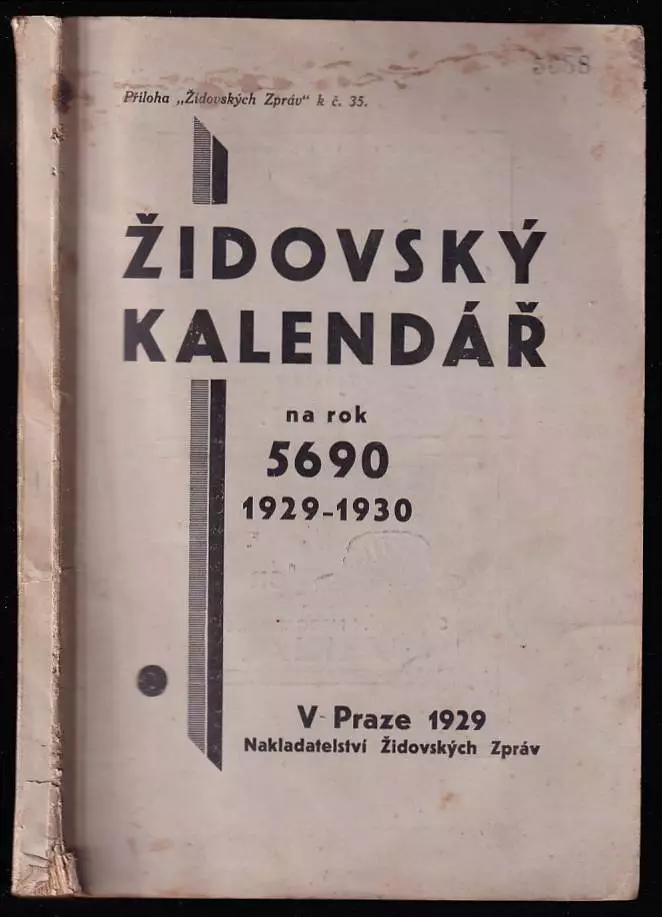 Příloha „Židovských Zpráv“ k č. 35.
ŽIDOVSKÝ
KALENDÁŘ
na rok
5690
1929-1930
V Praze 1929
Nakladatelství Židovských Zpráv